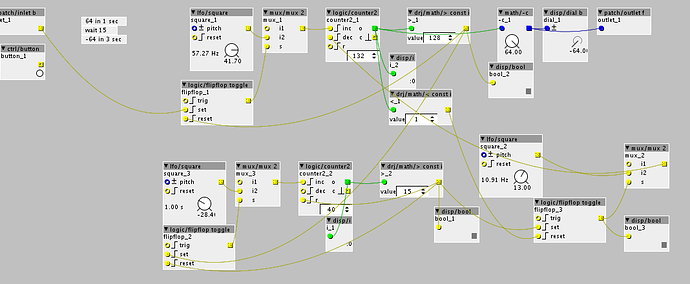 patch/inlet b
ctrl/button
button_1
64 in 1 sec
wait 15
-64 in 3 sec
lfo/square
square_1
pitch
reset
57.27 Hz
41.70
mux/mux 2
mux_1
i1
i2
s
logic/flipflop toggle
flipflop_1
trig
set
reset
logic/counter2
counter2_1
inc o
dec c
r
132
drj/math/> const i
>_1
value
128
disp/i
i_2
:0
drj/math/< const i
<_1
value
1
math/-c
-c_1
64.00
disp/dial b
dial_1
-64.0
patch/outlet f
outlet_1
disp/bool
bool_2
lfo/square
square_2
pitch
reset
10.91 Hz
13.00
mux/mux 2
mux_2
i1
i2
s
logic/flipflop toggle
flipflop_3
trig
set
reset
disp/bool
bool_3
lfo/square
square_3
pitch
reset
1.00 s
-28.4
mux/mux 2
mux_3
i1
i2
s
logic/flipflop toggle
flipflop_2
trig
set
reset
logic/counter2
counter2_2
inc o
dec c
r
40
disp/i
i_1
:0
drj/math/> const i
>_2
value
15
disp/bool
bool_1